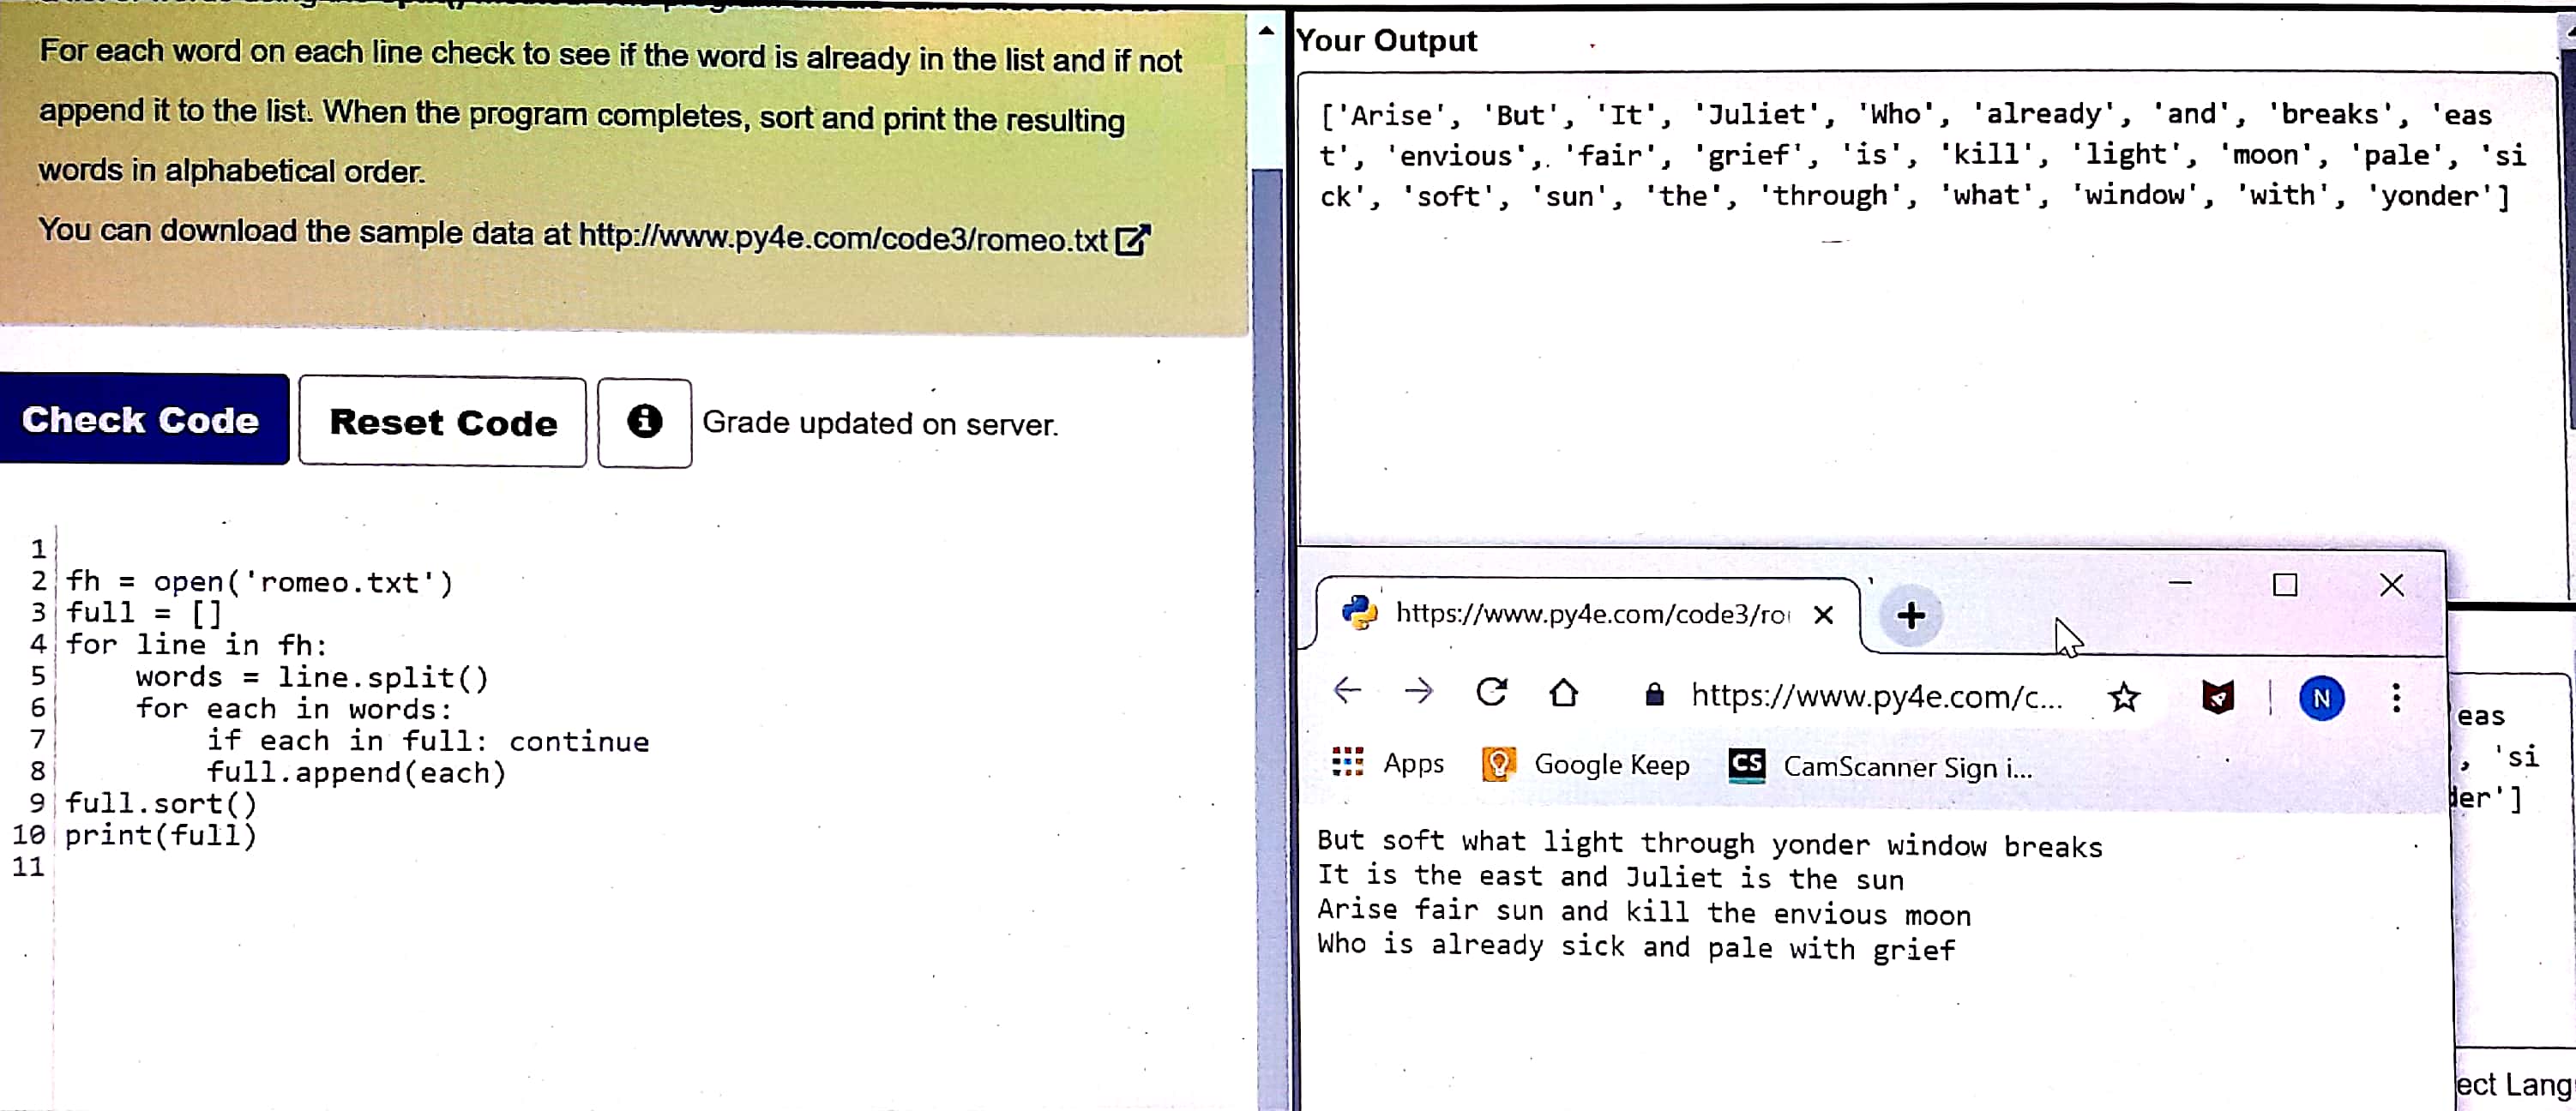 For each word on each line check to see if the word is already in the list and if not
append it to the list. When the program completes, sort and print the resulting
words in alphabetical order.
You can download the sample data at http://www.py4e.com/code3/romeo.txt
Check Code
Reset Code
Grade updated on server.
1
2 fh = open('romeo.txt')
3 full = []
4 for line in fh:
5     words = line.split()
6     for each in words:
7         if each in full: continue
8         full.append(each)
9 full.sort()
10 print(full)
11
Your Output
['Arise', 'But', 'It', 'Juliet', 'Who', 'already', 'and', 'breaks', 'eas
t', 'envious', 'fair', 'grief', 'is', 'kill', 'light', 'moon', 'pale', 'si
ck', 'soft', 'sun', 'the', 'through', 'what', 'window', 'with', 'yonder']
https://www.py4e.com/code3/ro
https://www.py4e.com/c...
N
Apps
Google Keep
CS
CamScanner Sign i...
But soft what light through yonder window breaks
It is the east and Juliet is the sun
Arise fair sun and kill the envious moon
Who is already sick and pale with grief
eas
, 'si
der']
ect Lang